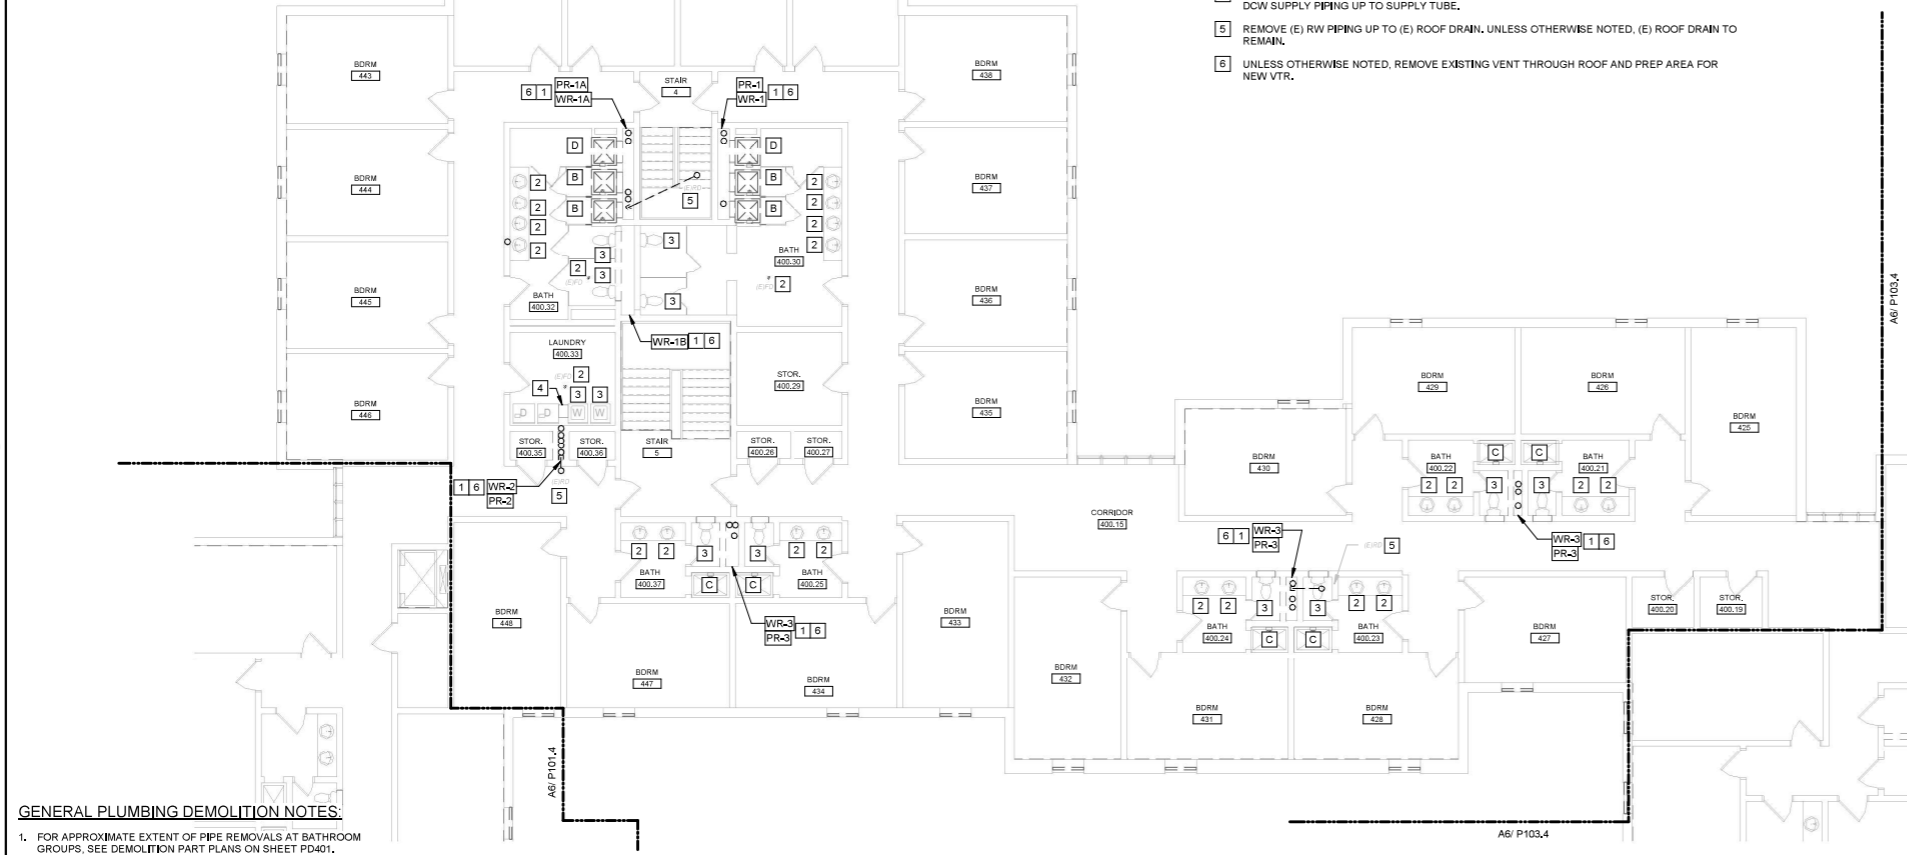 DCW SUPPLY PIPING UP TO SUPPLY TUBE.
5 REMOVE (E) RW PIPING UP TO (E) ROOF DRAIN. UNLESS OTHERWISE NOTED, (E) ROOF DRAIN TO
REMAIN.
6 UNLESS OTHERWISE NOTED, REMOVE EXISTING VENT THROUGH ROOF AND PREP AREA FOR
NEW VTR.
BDRM
443
6 1 PR-1A
WR-1A
STAIR
4
PR-1 1 6
WR-1
BDRM
438
D
D
BDRM
444
2
B
B
2
BDRM
437
2
B
(E)RD
5
B
2
2
2
2
2
3
3
BATH
400.30
2
3
(E)FD
2
BDRM
445
(E)FD
BATH
400.32
3
BDRM
436
A6/ P103.4
WR-1B 1 6
LAUNDRY
400.33
(E)FD
2
4
3
3
D
D
W
W
STOR.
400.29
BDRM
446
BDRM
435
BDRM
429
BDRM
426
BDRM
425
STOR.
400.35
STOR.
400.36
STAIR
5
STOR.
400.26
STOR.
400.27
BDRM
430
BATH
400.22
C
C
BATH
400.21
1 6 WR-2
PR-2
(E)RD
5
2
2
3
3
2
2
CORRIDOR
400.15
6 1 WR-3
PR-3
(E)RD
5
WR-3 1 6
PR-3
2
2
3
3
2
2
BATH
400.37
C
C
BATH
400.25
2
2
3
3
2
2
BATH
400.24
C
C
BATH
400.23
STOR.
400.20
STOR.
400.19
BDRM
448
WR-3 1 6
PR-3
BDRM
433
BDRM
427
BDRM
447
BDRM
434
BDRM
432
BDRM
431
BDRM
428
A6/ P101.4
A6/ P103.4
GENERAL PLUMBING DEMOLITION NOTES:
1. FOR APPROXIMATE EXTENT OF PIPE REMOVALS AT BATHROOM
GROUPS, SEE DEMOLITION PART PLANS ON SHEET PD401.